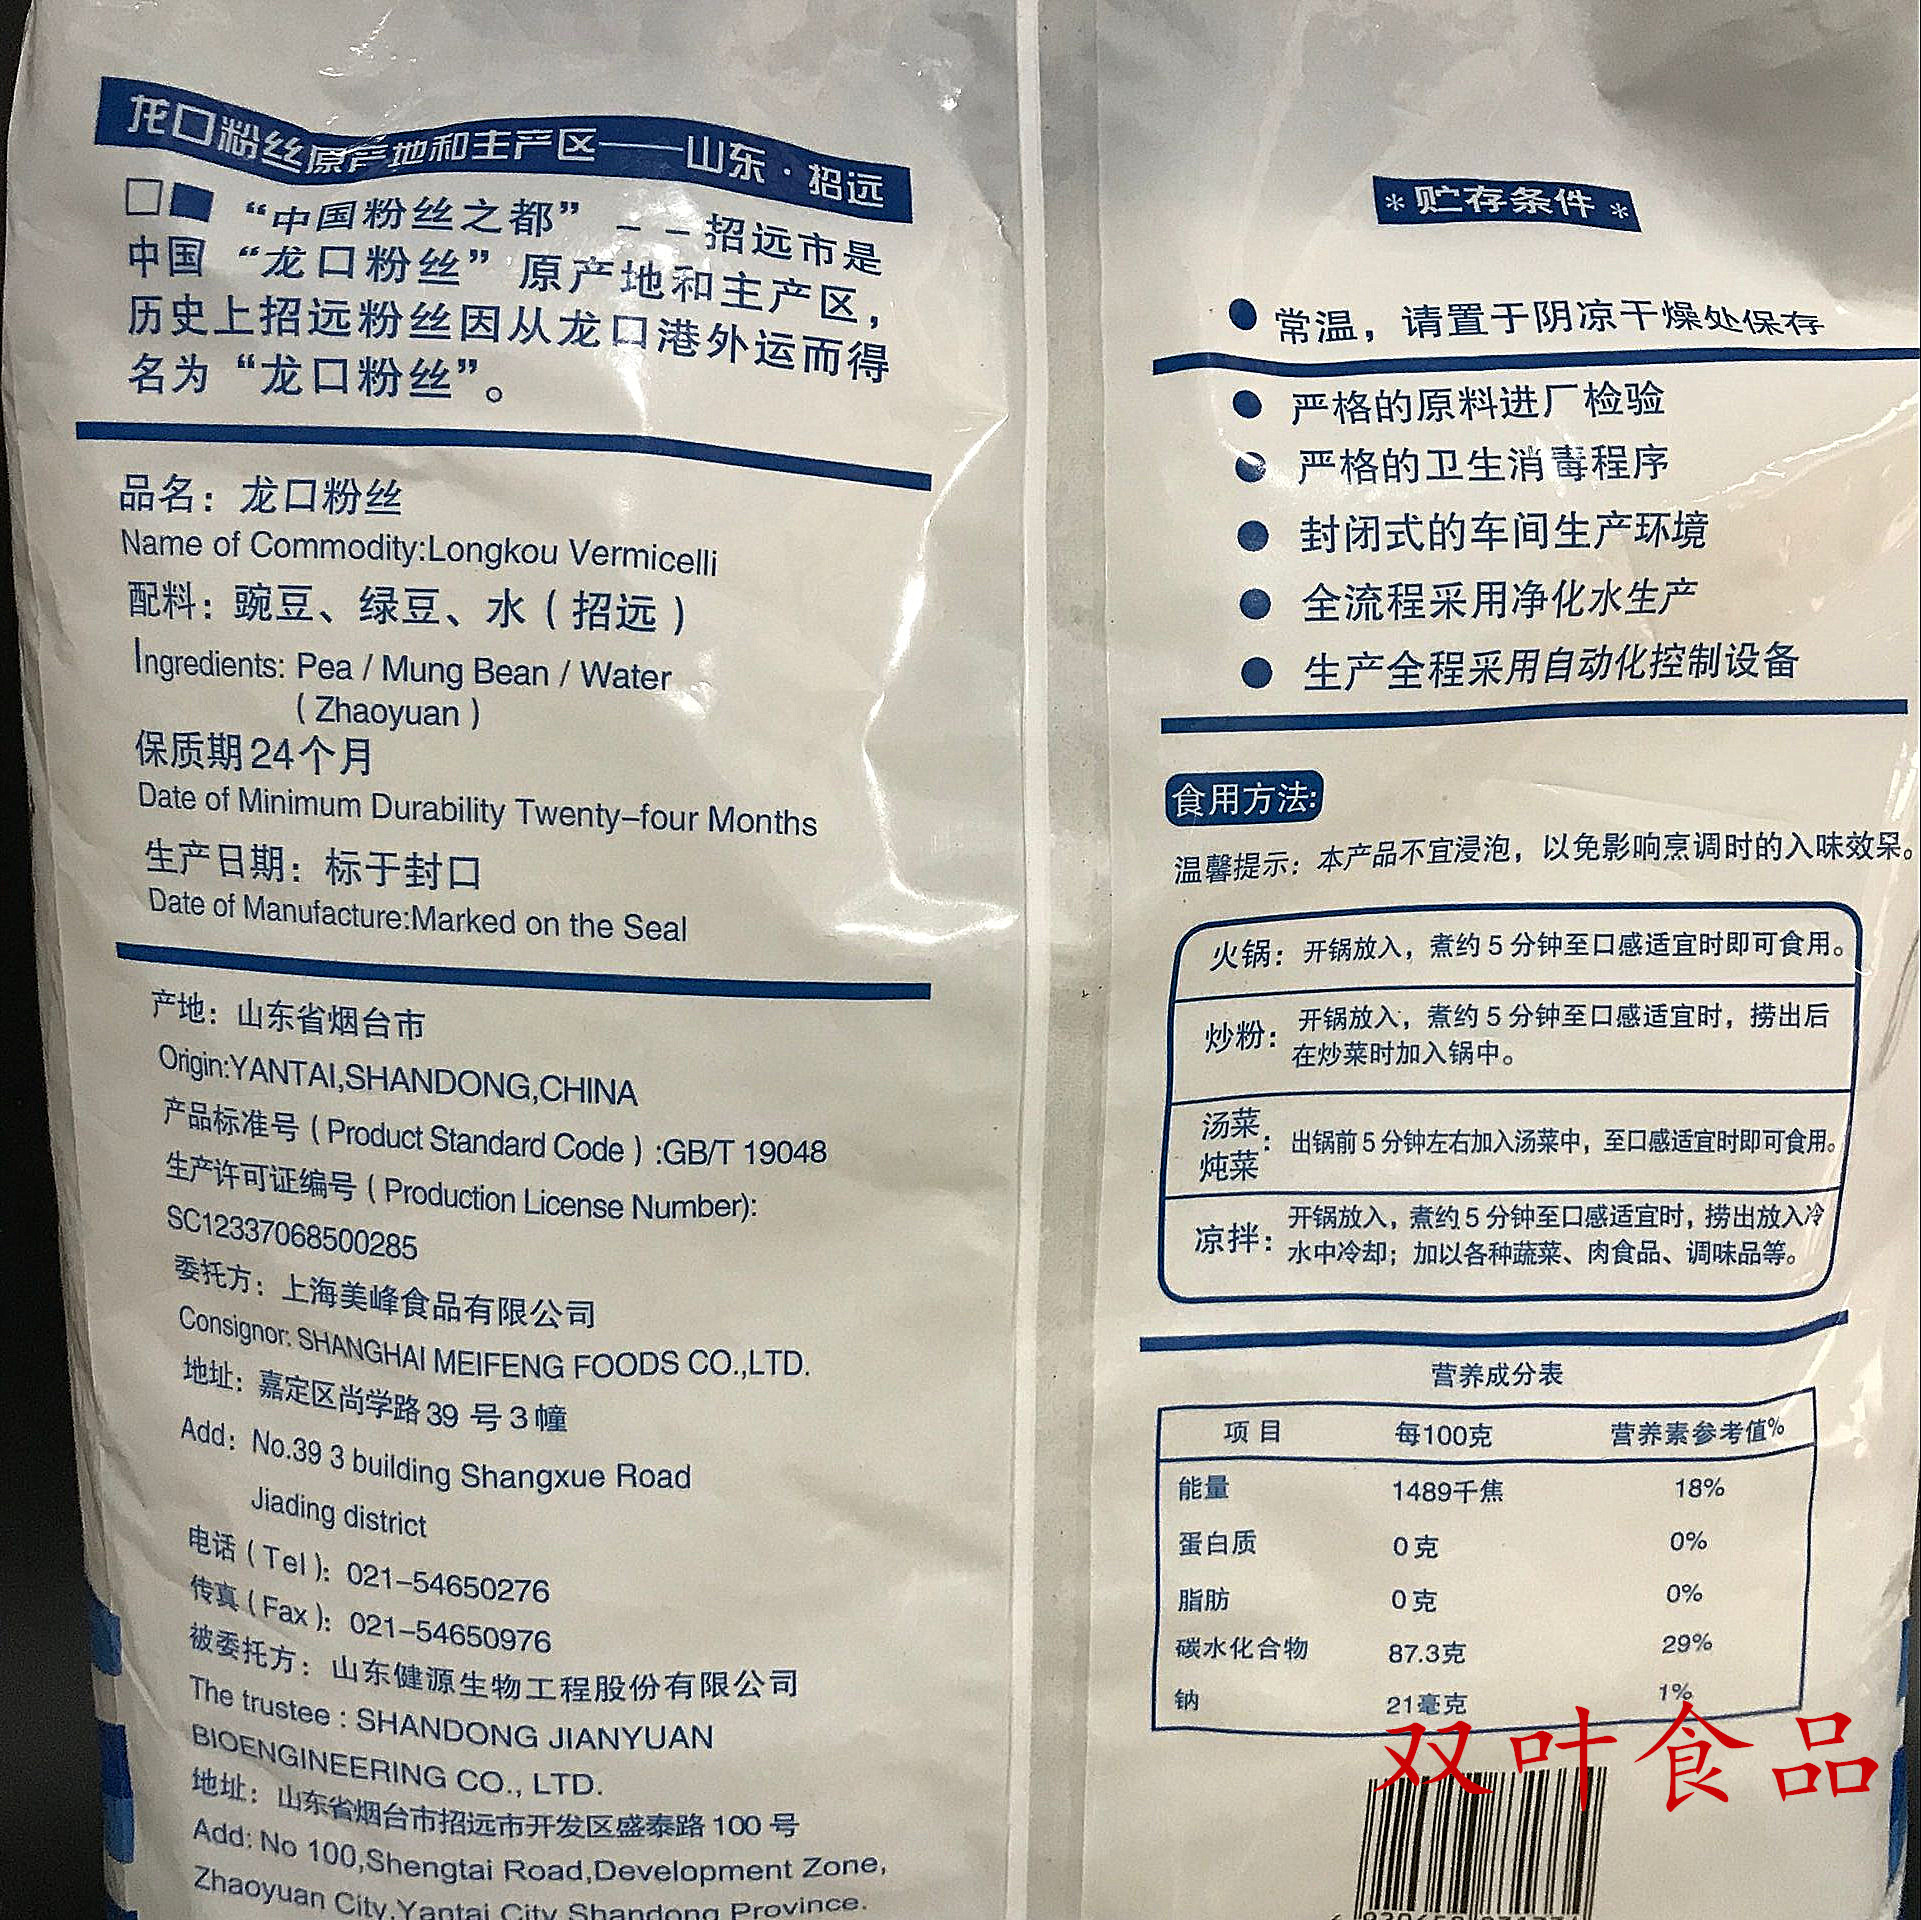 龙口粉丝原产地和主产区——山东·招远
“中国粉丝之都”－－招远市是
中国“龙口粉丝”原产地和主产区，
历史上招远粉丝因从龙口港外运而得
名为“龙口粉丝”。
品名：龙口粉丝
Name of Commodity:Longkou Vermicelli
配料：豌豆、绿豆、水（招远）
Ingredients: Pea / Mung Bean / Water
( Zhaoyuan )
保质期24个月
Date of Minimum Durability Twenty-four Months
生产日期：标于封口
Date of Manufacture:Marked on the Seal
产地：山东省烟台市
Origin:YANTAI,SHANDONG,CHINA
产品标准号（Product Standard Code）:GB/T 19048
生产许可证编号（Production License Number):
SC12337068500285
委托方：上海美峰食品有限公司
Consignor: SHANGHAI MEIFENG FOODS CO.,LTD.
地址：嘉定区尚学路39 号3幢
Add: No.39 3 building Shangxue Road
Jiading district
电话（Tel）：021-54650276
传真（Fax）：021-54650976
被委托方：山东健源生物工程股份有限公司
The trustee : SHANDONG JIANYUAN
BIOENGINEERING CO., LTD.
地址：山东省烟台市招远市开发区盛泰路100号
Add: No 100,Shengtai Road,Development Zone,
Zhaoyuan City,Yantai City Shandong Province.
*贮存条件*
●常温，请置于阴凉干燥处保存
●严格的原料进厂检验
●严格的卫生消毒程序
●封闭式的车间生产环境
●全流程采用净化水生产
●生产全程采用自动化控制设备
食用方法:
温馨提示：本产品不宜浸泡，以免影响烹调时的入味效果。
火锅：开锅放入，煮约5分钟至口感适宜时即可食用。
炒粉：开锅放入，煮约5分钟至口感适宜时，捞出后
在炒菜时加入锅中。
汤菜
炖菜：出锅前5分钟左右加入汤菜中，至口感适宜时即可食用。
凉拌：开锅放入，煮约5分钟至口感适宜时，捞出放入冷
水中冷却；加以各种蔬菜、肉食品、调味品等。
营养成分表
项目 每100克 营养素参考值%
能量 1489千焦 18%
蛋白质 0克 0%
脂肪 0克 0%
碳水化合物 87.3克 29%
钠 21毫克 1%
双叶食品